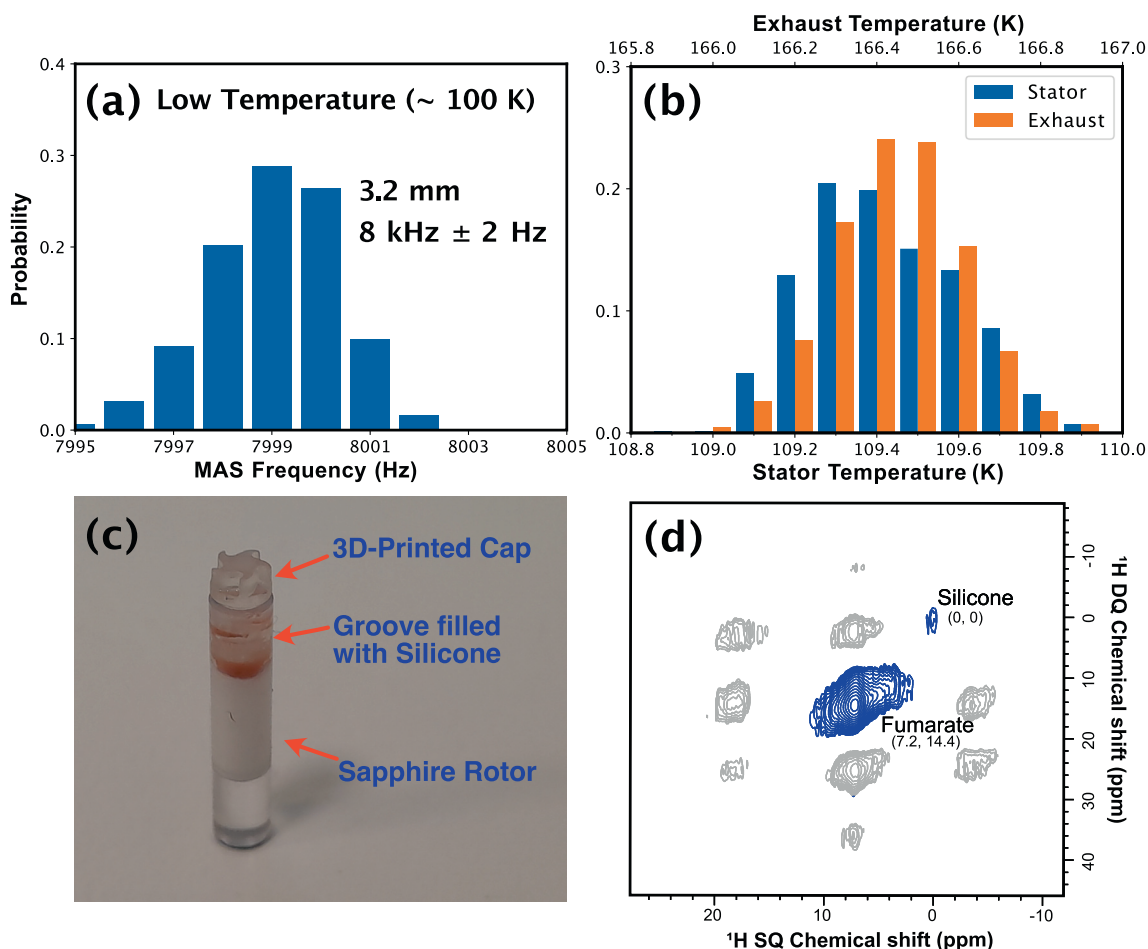 (a) Low Temperature (~ 100 K)
3.2 mm
8 kHz ± 2 Hz
Probability
0.4
0.3
0.2
0.1
0.0
7995 7997 7999 8001 8003 8005
MAS Frequency (Hz)
Exhaust Temperature (K)
165.8 166.0 166.2 166.4 166.6 166.8 167.0
(b)
Stator
Exhaust
0.3
0.2
0.1
0.0
108.8 109.0 109.2 109.4 109.6 109.8 110.0
Stator Temperature (K)
(c)
3D-Printed Cap
Groove filled
with Silicone
Sapphire Rotor
(d)
Silicone
(0, 0)
Fumarate
(7.2, 14.4)
-10
0
10
20
30
40
¹H DQ Chemical shift (ppm)
20 10 0 -10
¹H SQ Chemical shift (ppm)